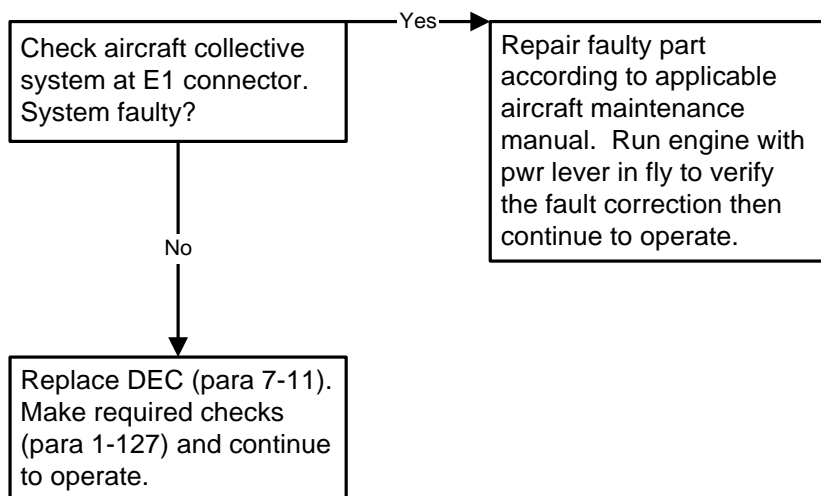 Check aircraft collective
system at E1 connector.
System faulty?
Yes
Repair faulty part
according to applicable
aircraft maintenance
manual.  Run engine with
pwr lever in fly to verify
the fault correction then
continue to operate.
No
Replace DEC (para 7-11).
Make required checks
(para 1-127) and continue
to operate.